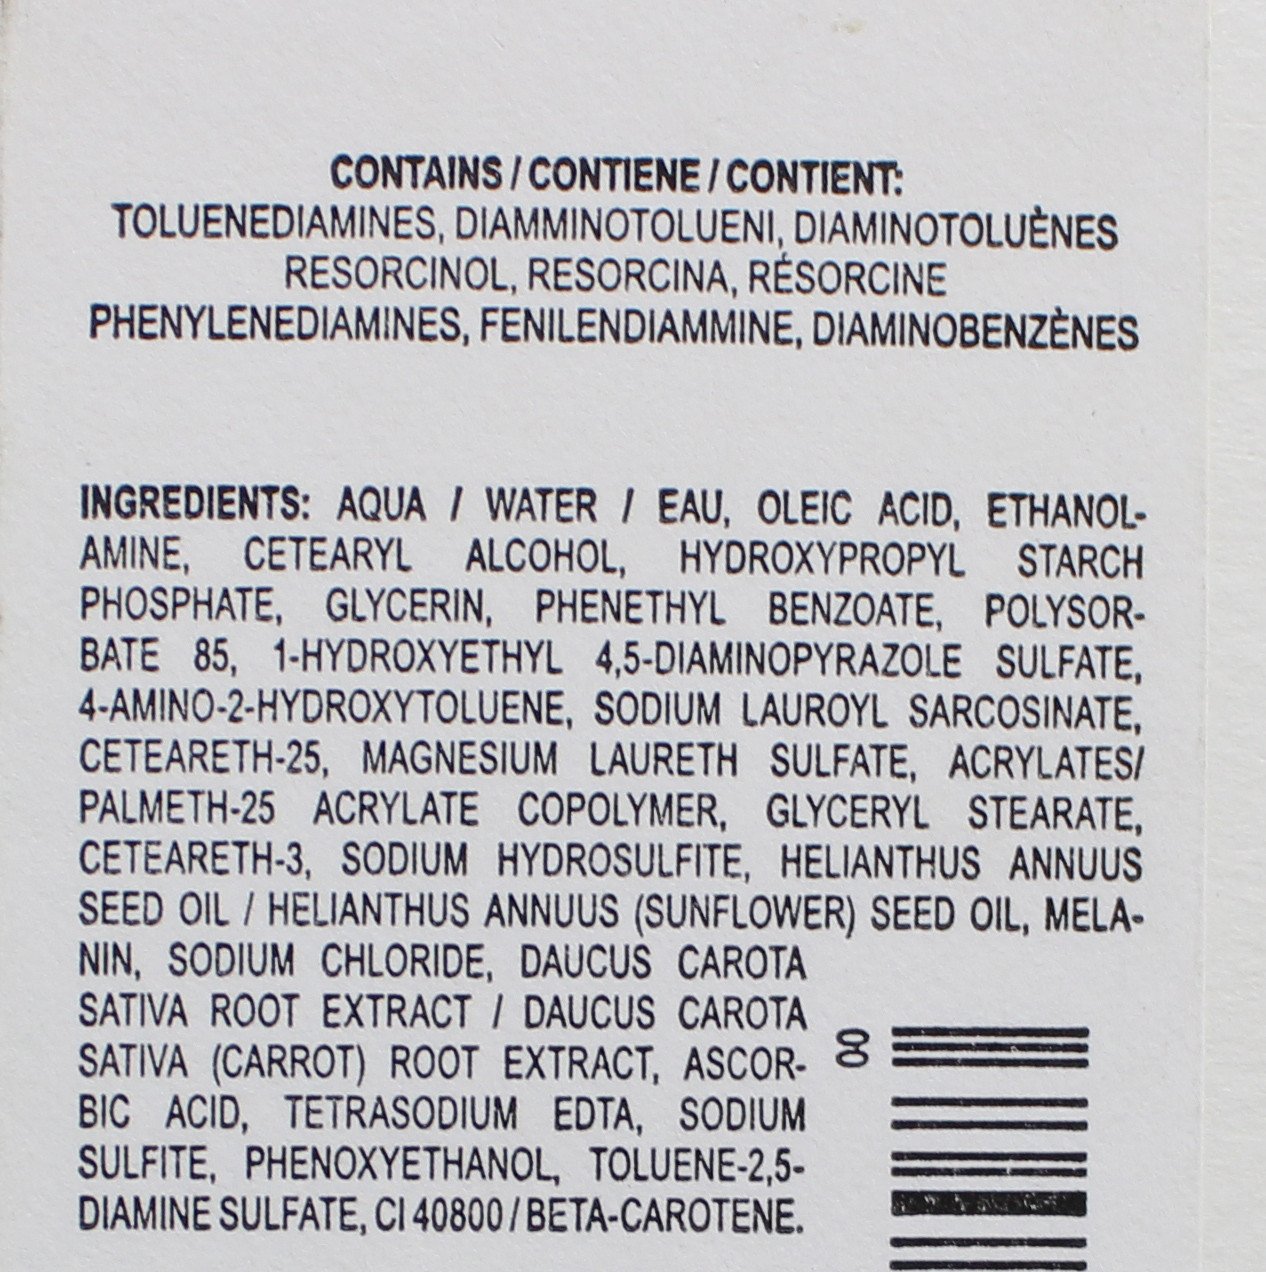 CONTAINS / CONTIENE / CONTIENT:
TOLUENEDIAMINES, DIAMMINOTOLUENI, DIAMINOTOLUÈNES
RESORCINOL, RESORCINA, RÉSORCINE
PHENYLENEDIAMINES, FENILENDIAMMINE, DIAMINOBENZÈNES
INGREDIENTS: AQUA / WATER / EAU, OLEIC ACID, ETHANOL-
AMINE, CETEARYL ALCOHOL, HYDROXYPROPYL STARCH
PHOSPHATE, GLYCERIN, PHENETHYL BENZOATE, POLYSOR-
BATE 85, 1-HYDROXYETHYL 4,5-DIAMINOPYRAZOLE SULFATE,
4-AMINO-2-HYDROXYTOLUENE, SODIUM LAUROYL SARCOSINATE,
CETEARETH-25, MAGNESIUM LAURETH SULFATE, ACRYLATES/
PALMETH-25 ACRYLATE COPOLYMER, GLYCERYL STEARATE,
CETEARETH-3, SODIUM HYDROSULFITE, HELIANTHUS ANNUUS
SEED OIL / HELIANTHUS ANNUUS (SUNFLOWER) SEED OIL, MELA-
NIN, SODIUM CHLORIDE, DAUCUS CAROTA
SATIVA ROOT EXTRACT / DAUCUS CAROTA
SATIVA (CARROT) ROOT EXTRACT, ASCOR-
BIC ACID, TETRASODIUM EDTA, SODIUM
SULFITE, PHENOXYETHANOL, TOLUENE-2,5-
DIAMINE SULFATE, CI 40800 / BETA-CAROTENE.
8